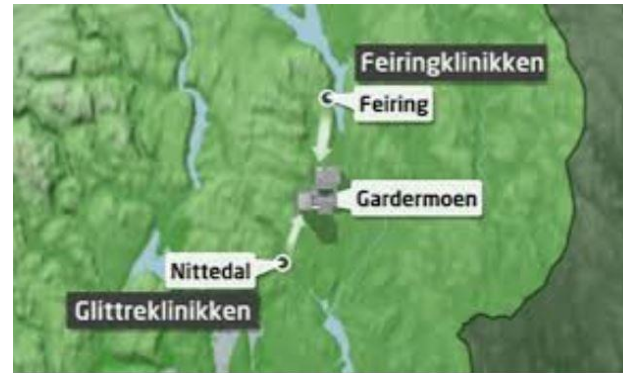 Feiringklinikken
Feiring
Gardermoen
Nittedal
Glittreklinikken